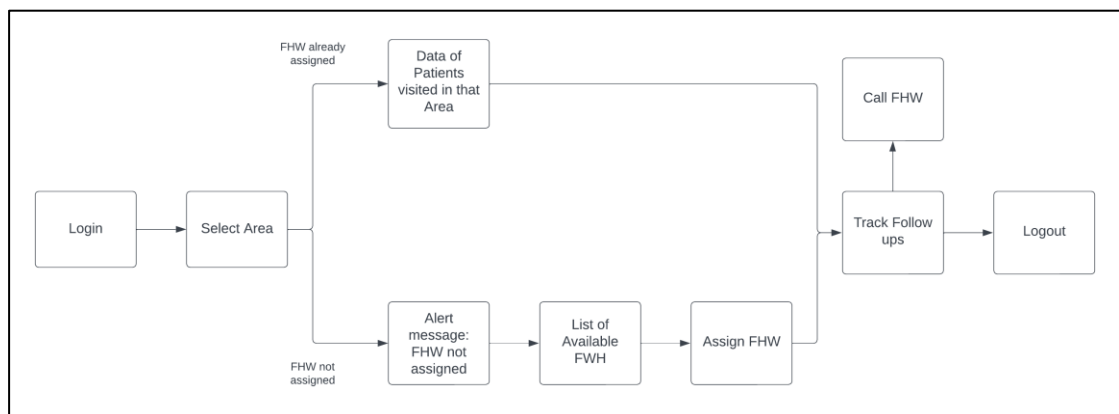 FHW already
assigned
Data of
Patients
visited in that
Area
Call FHW
Login
Select Area
Track Follow
ups
Logout
Alert
message:
FHW not
assigned
List of
Available
FWH
Assign FHW
FHW not
assigned